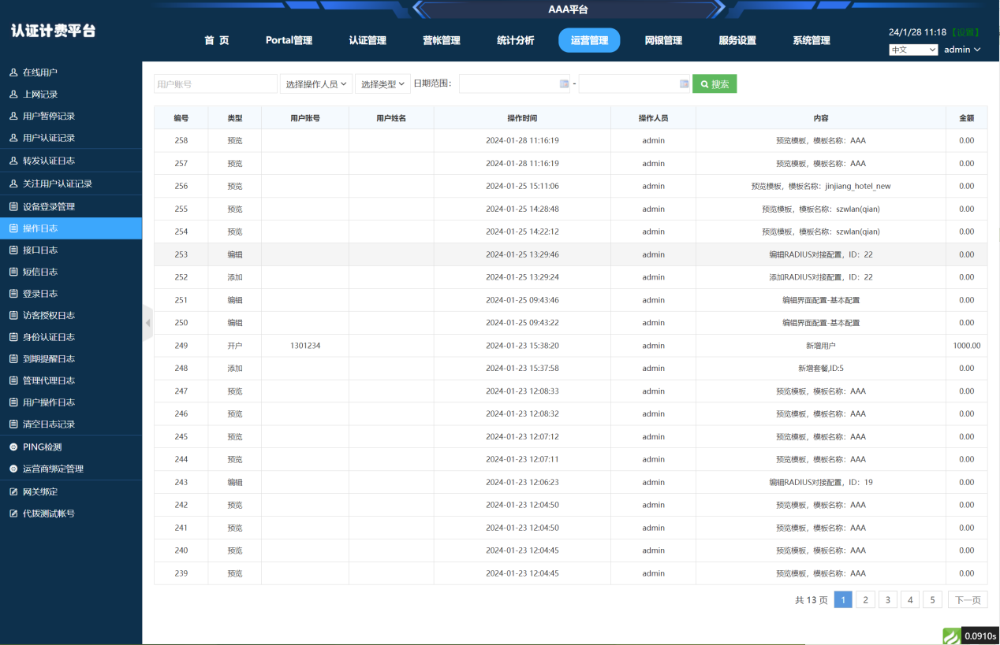 AAA平台
认证计费平台
首 页 Portal管理 认证管理 营帐管理 统计分析 运营管理 网银管理 服务设置 系统管理
24/1/28 11:18 【设置】
中文 admin
在线用户
上网记录
用户暂停记录
用户认证记录
转发认证日志
关注用户认证记录
设备登录管理
操作日志
接口日志
短信日志
登录日志
访客授权日志
身份认证日志
到期提醒日志
管理代理日志
用户操作日志
清空日志记录
PING检测
运营商绑定管理
网关绑定
代拨测试帐号
用户账号 选择操作人员 选择类型 日期范围： - 搜索
编号 类型 用户账号 用户姓名 操作时间 操作人员 内容 金额
258 预览 2024-01-28 11:16:19 admin 预览模板，模板名称：AAA 0.00
257 预览 2024-01-28 11:16:19 admin 预览模板，模板名称：AAA 0.00
256 预览 2024-01-25 15:11:06 admin 预览模板，模板名称：jinjiang_hotel_new 0.00
255 预览 2024-01-25 14:28:48 admin 预览模板，模板名称：szwlan(qian) 0.00
254 预览 2024-01-25 14:22:12 admin 预览模板，模板名称：szwlan(qian) 0.00
253 编辑 2024-01-25 13:29:46 admin 编辑RADIUS对接配置，ID：22 0.00
252 添加 2024-01-25 13:29:24 admin 添加RADIUS对接配置，ID：22 0.00
251 编辑 2024-01-25 09:43:46 admin 编辑界面配置-基本配置 0.00
250 编辑 2024-01-25 09:43:22 admin 编辑界面配置-基本配置 0.00
249 开户 1301234 2024-01-23 15:38:20 admin 新增用户 1000.00
248 添加 2024-01-23 15:37:58 admin 新增套餐,ID:5 0.00
247 预览 2024-01-23 12:08:33 admin 预览模板，模板名称：AAA 0.00
246 预览 2024-01-23 12:08:32 admin 预览模板，模板名称：AAA 0.00
245 预览 2024-01-23 12:07:12 admin 预览模板，模板名称：AAA 0.00
244 预览 2024-01-23 12:07:11 admin 预览模板，模板名称：AAA 0.00
243 编辑 2024-01-23 12:06:23 admin 编辑RADIUS对接配置，ID：19 0.00
242 预览 2024-01-23 12:04:50 admin 预览模板，模板名称：AAA 0.00
241 预览 2024-01-23 12:04:50 admin 预览模板，模板名称：AAA 0.00
240 预览 2024-01-23 12:04:45 admin 预览模板，模板名称：AAA 0.00
239 预览 2024-01-23 12:04:45 admin 预览模板，模板名称：AAA 0.00
共 13 页 1 2 3 4 5 下一页
0.0910s